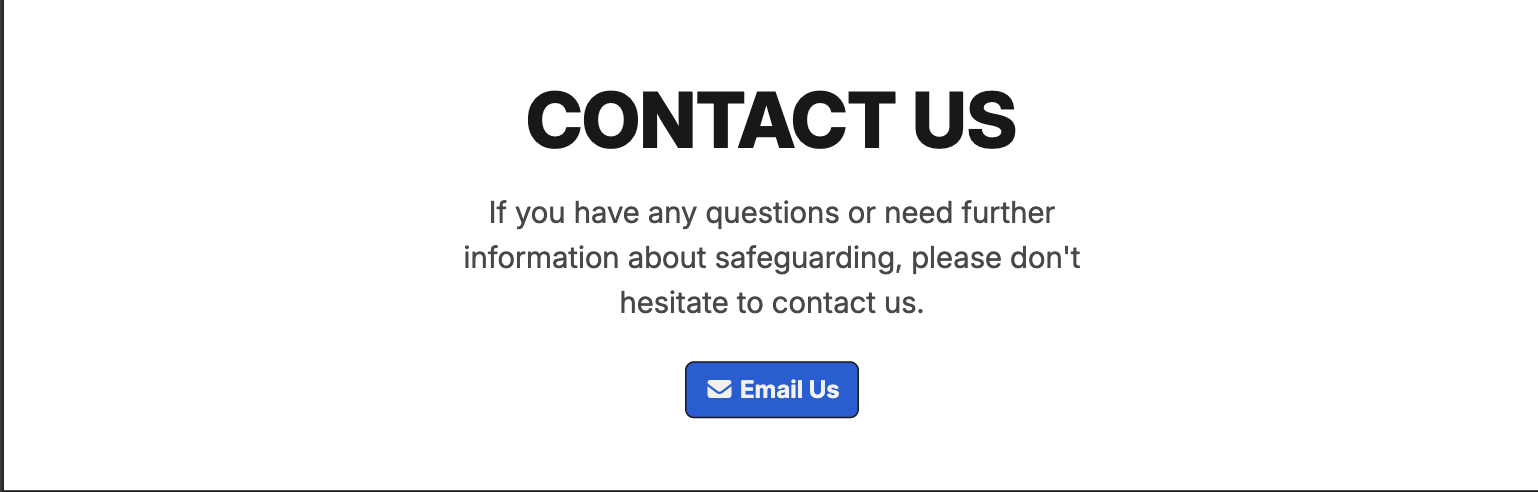 CONTACT US
If you have any questions or need further
information about safeguarding, please don't
hesitate to contact us.
Email Us